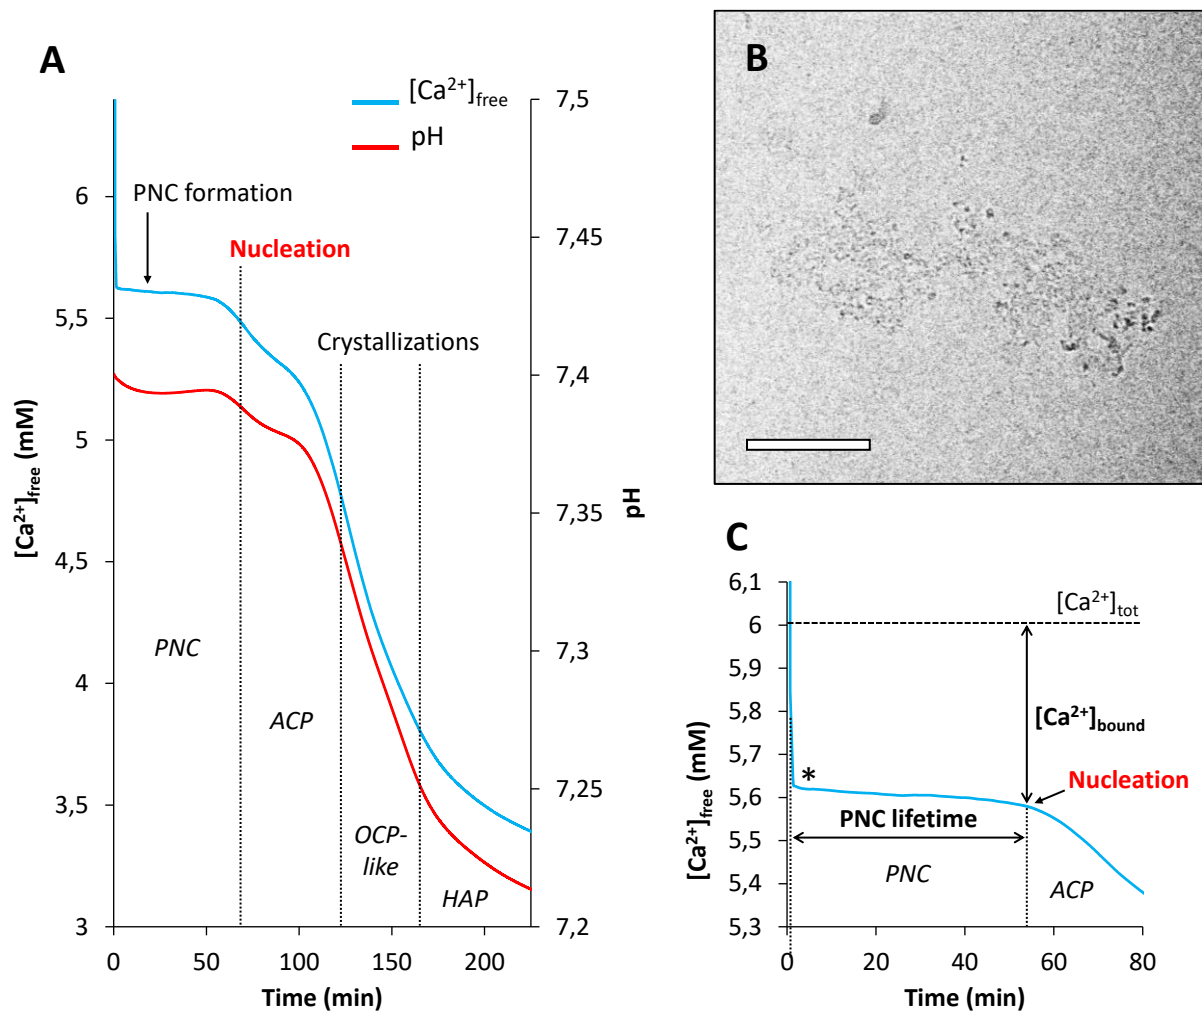 A
[Ca²⁺]free
pH
PNC formation
Nucleation
Crystallizations
PNC
ACP
OCP-
like
HAP
[Ca²⁺]free (mM)
6
5,5
5
4,5
4
3,5
3
pH
7,5
7,45
7,4
7,35
7,3
7,25
7,2
0
50
100
150
200
Time (min)
B
C
[Ca²⁺]free (mM)
6,1
6
5,9
5,8
5,7
5,6
5,5
5,4
5,3
[Ca²⁺]tot
[Ca²⁺]bound
*
Nucleation
PNC lifetime
PNC
ACP
0
20
40
60
80
Time (min)